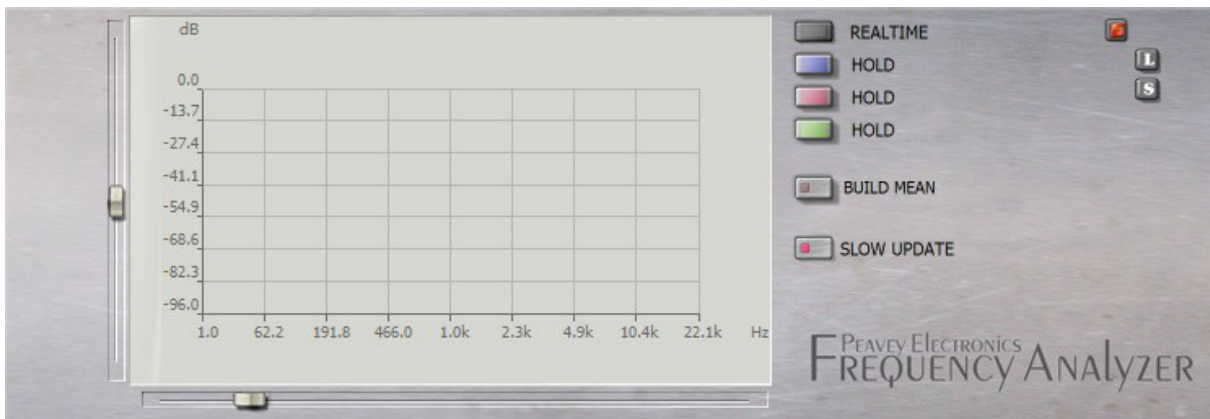 dB
0.0
-13.7
-27.4
-41.1
-54.9
-68.6
-82.3
-96.0
1.0 62.2 191.8 466.0 1.0k 2.3k 4.9k 10.4k 22.1k Hz
REALTIME
HOLD
HOLD
HOLD
BUILD MEAN
SLOW UPDATE
L
S
PEAVEY ELECTRONICS
FREQUENCY ANALYZER